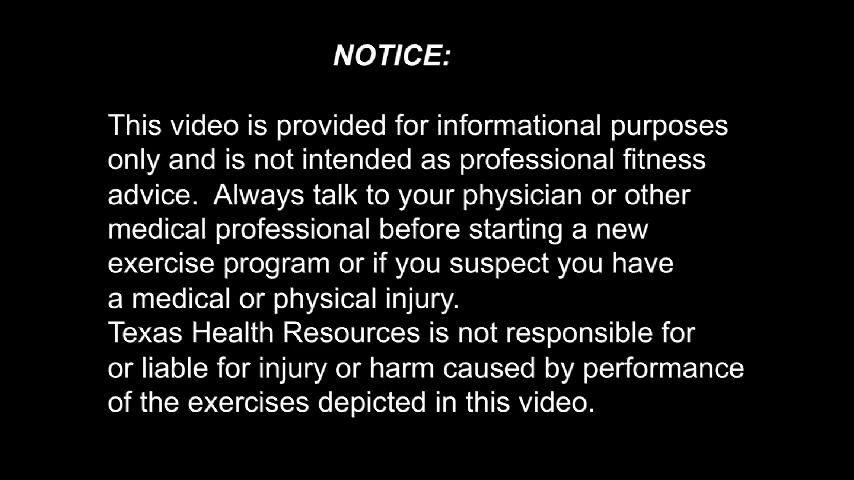 NOTICE:
This video is provided for informational purposes
only and is not intended as professional fitness
advice.  Always talk to your physician or other
medical professional before starting a new
exercise program or if you suspect you have
a medical or physical injury.
Texas Health Resources is not responsible for
or liable for injury or harm caused by performance
of the exercises depicted in this video.